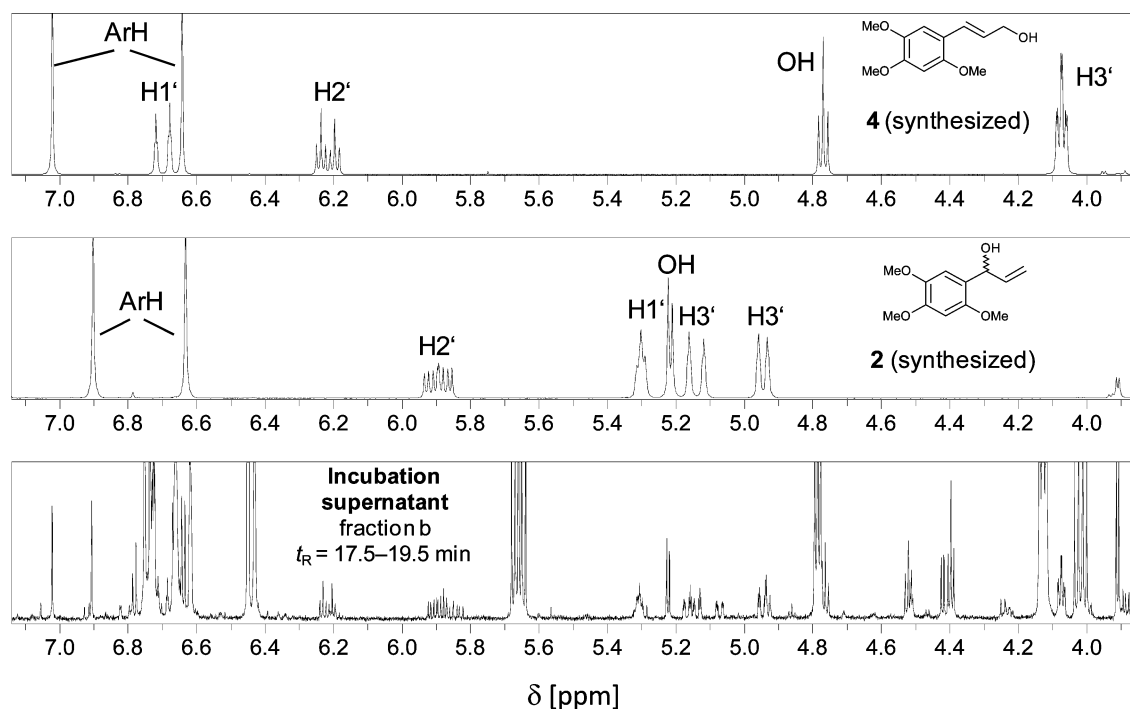 ArH
H1‘
H2‘
OH
MeO
OH
MeO
OMe
4 (synthesized)
H3‘
7.0 6.8 6.6 6.4 6.2 6.0 5.8 5.6 5.4 5.2 5.0 4.8 4.6 4.4 4.2 4.0
ArH
H2‘
H1‘
OH
H3‘
H3‘
OH
MeO
MeO
OMe
2 (synthesized)
7.0 6.8 6.6 6.4 6.2 6.0 5.8 5.6 5.4 5.2 5.0 4.8 4.6 4.4 4.2 4.0
Incubation
supernatant
fraction b
tR = 17.5–19.5 min
7.0 6.8 6.6 6.4 6.2 6.0 5.8 5.6 5.4 5.2 5.0 4.8 4.6 4.4 4.2 4.0
δ [ppm]